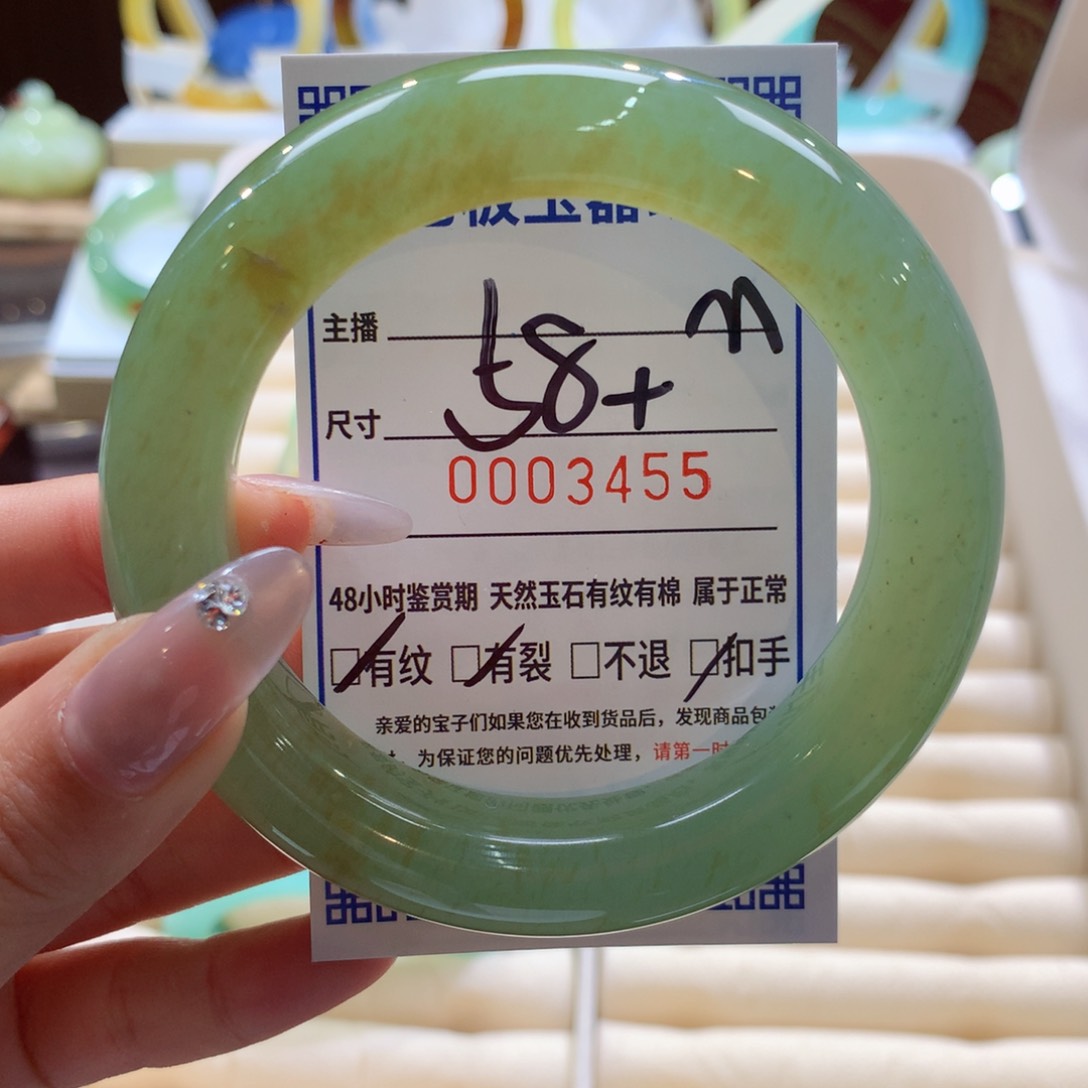 玉器
主播 m
尺寸 58+
0003455
48小时鉴赏期 天然玉石有纹有棉 属于正常
□有纹 □有裂 □不退 □扣手
亲爱的宝子们如果您在收到货品后，发现商品包
为保证您的问题优先处理，请第一时